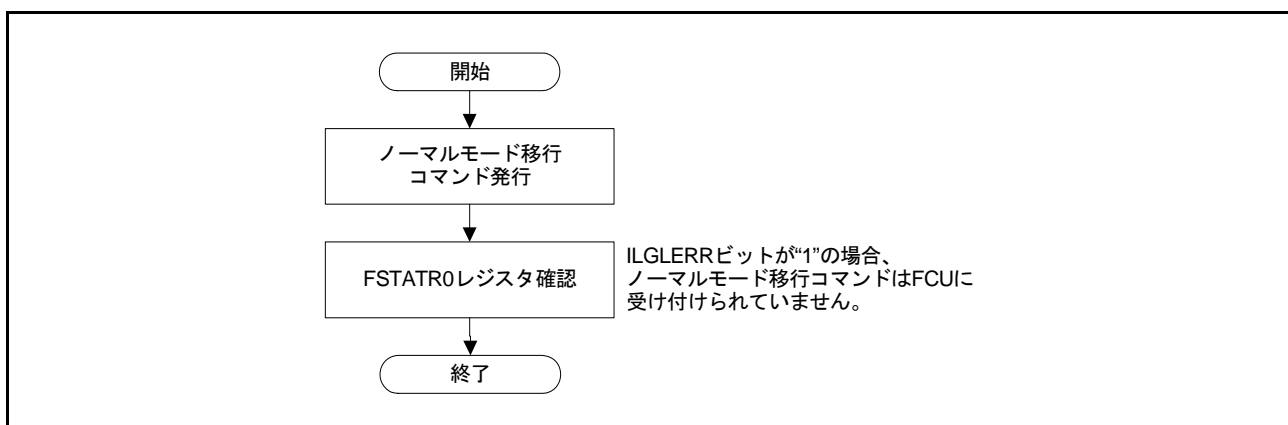 開始
ノーマルモード移行
コマンド発行
FSTATR0レジスタ確認
ILGLERRビットが“1”の場合、
ノーマルモード移行コマンドはFCUに
受け付けられていません。
終了